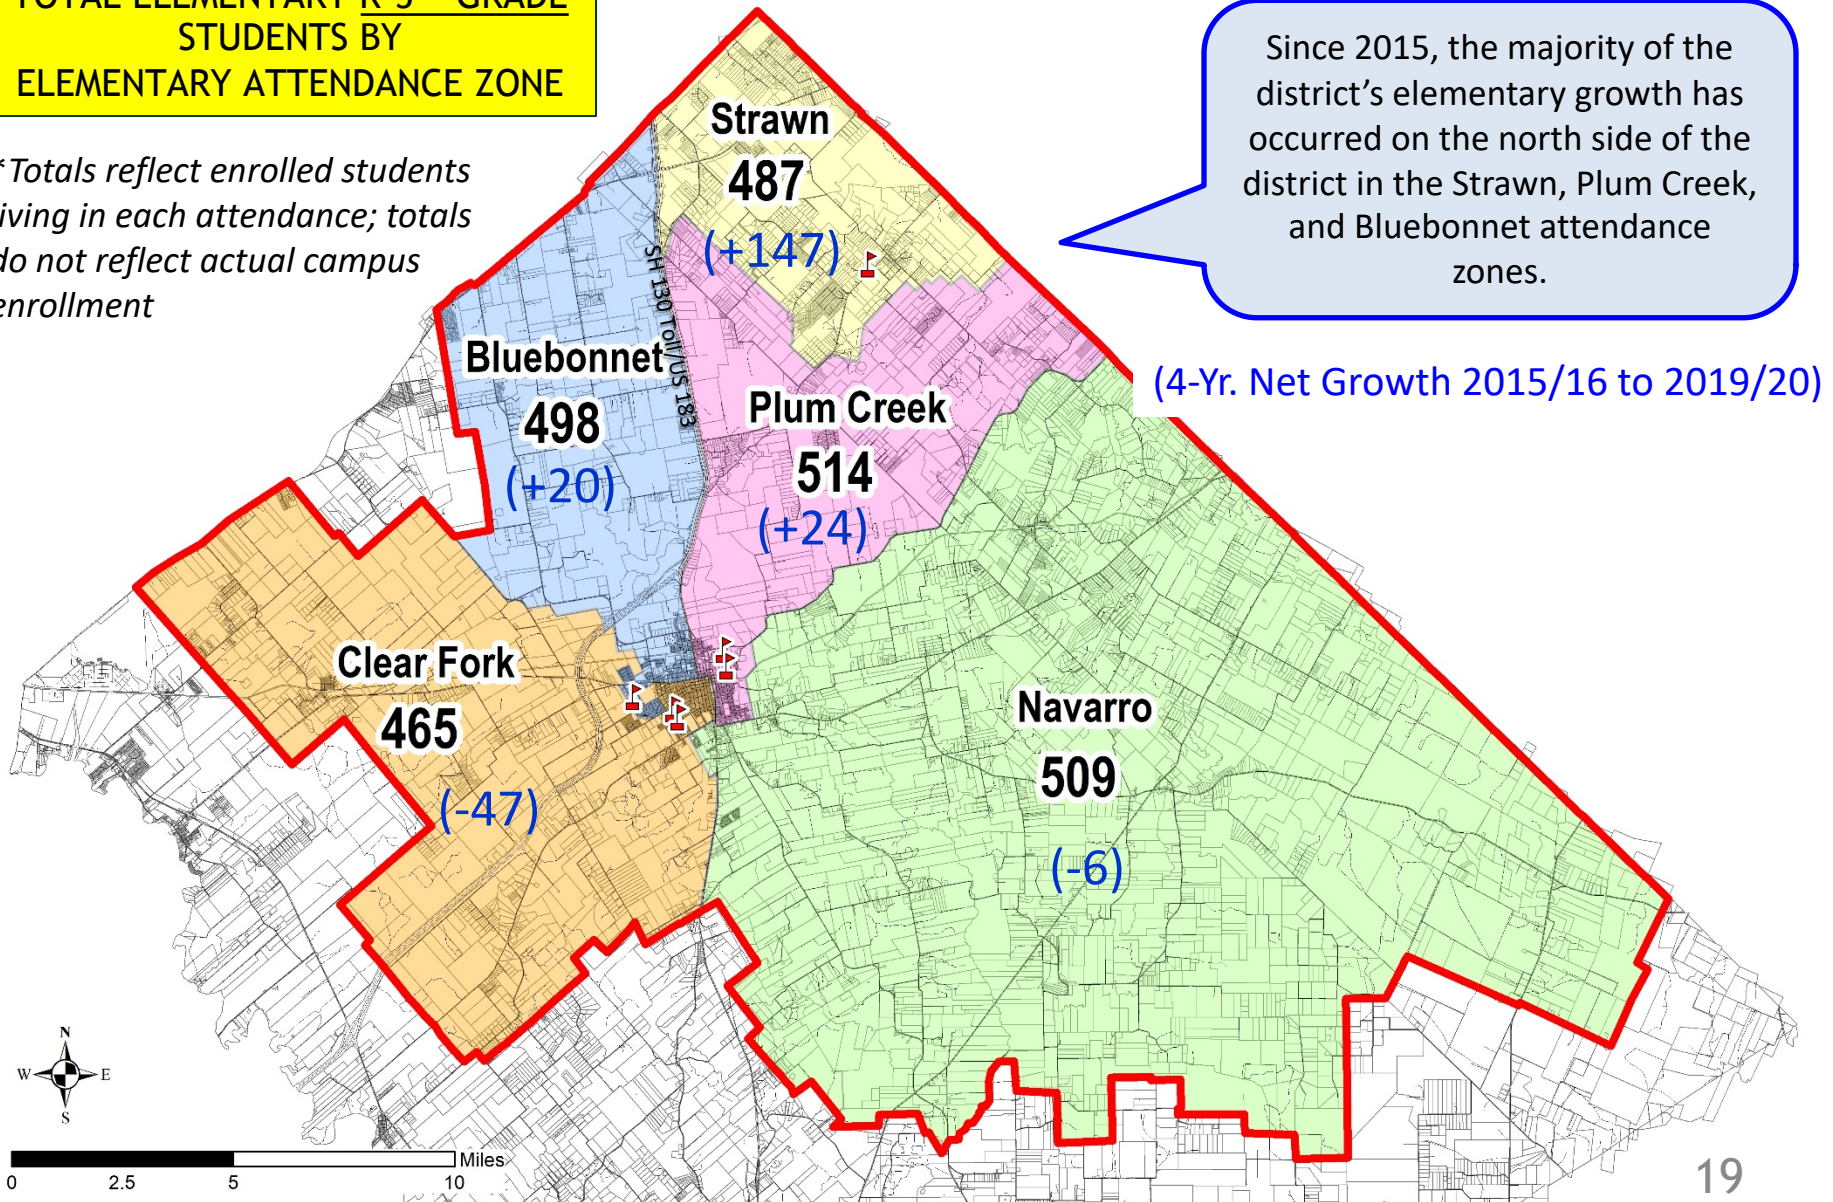 TOTAL ELEMENTARY GRADE
STUDENTS BY
ELEMENTARY ATTENDANCE ZONE
*Totals reflect enrolled students
iving in each attendance; totals
do not reflect actual campus
enrollment
Since 2015, the majority of the
district’s elementary growth has
occurred on the north side of the
district in the Strawn, Plum Creek,
and Bluebonnet attendance
zones.
(4-Yr. Net Growth 2015/16 to 2019/20)
Strawn
487
(+147)
SH 130 Toll/US 183
Bluebonnet
498
(+20)
Plum Creek
514
(+24)
Clear Fork
465
(-47)
Navarro
509
(-6)
N
W E
S
Miles
0 2.5 5 10
19